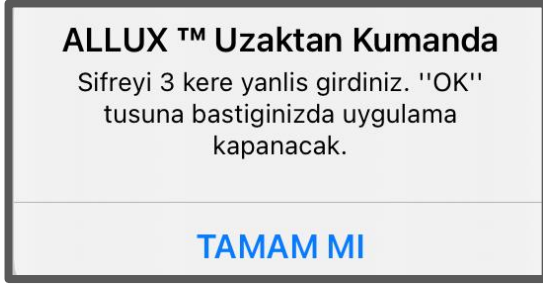 ALLUX ™ Uzaktan Kumanda
Sifreyi 3 kere yanlis girdiniz. ''OK''
tusuna bastiginizda uygulama
kapanacak.
TAMAM MI